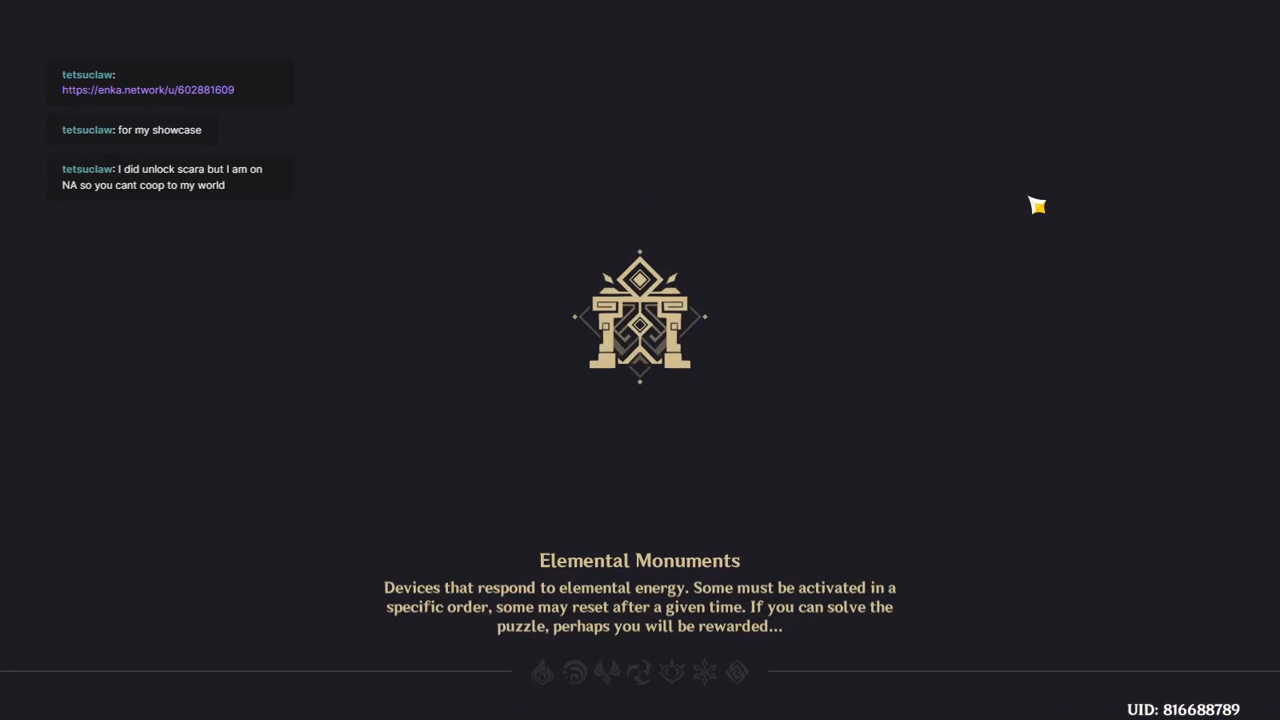 tetsuclaw:
https://enka.network/u/602881609
tetsuclaw: for my showcase
tetsuclaw: I did unlock scara but I am on
NA so you cant coop to my world
Elemental Monuments
Devices that respond to elemental energy. Some must be activated in a
specific order, some may reset after a given time. If you can solve the
puzzle, perhaps you will be rewarded...
UID: 816688789